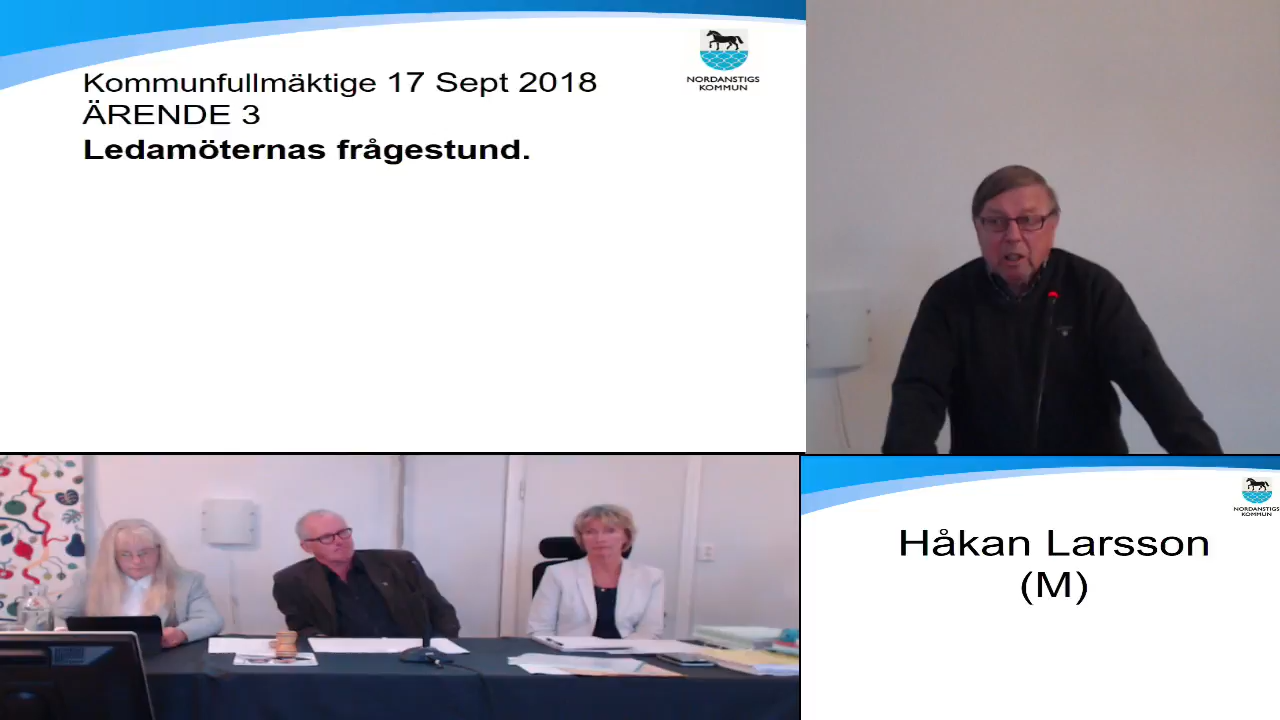 Kommunfullmäktige 17 Sept 2018
ÄRENDE 3
Ledamöternas frågestund.
NORDANSTIGS
KOMMUN
Håkan Larsson
(M)
NORDANSTIGS
KOMMUN